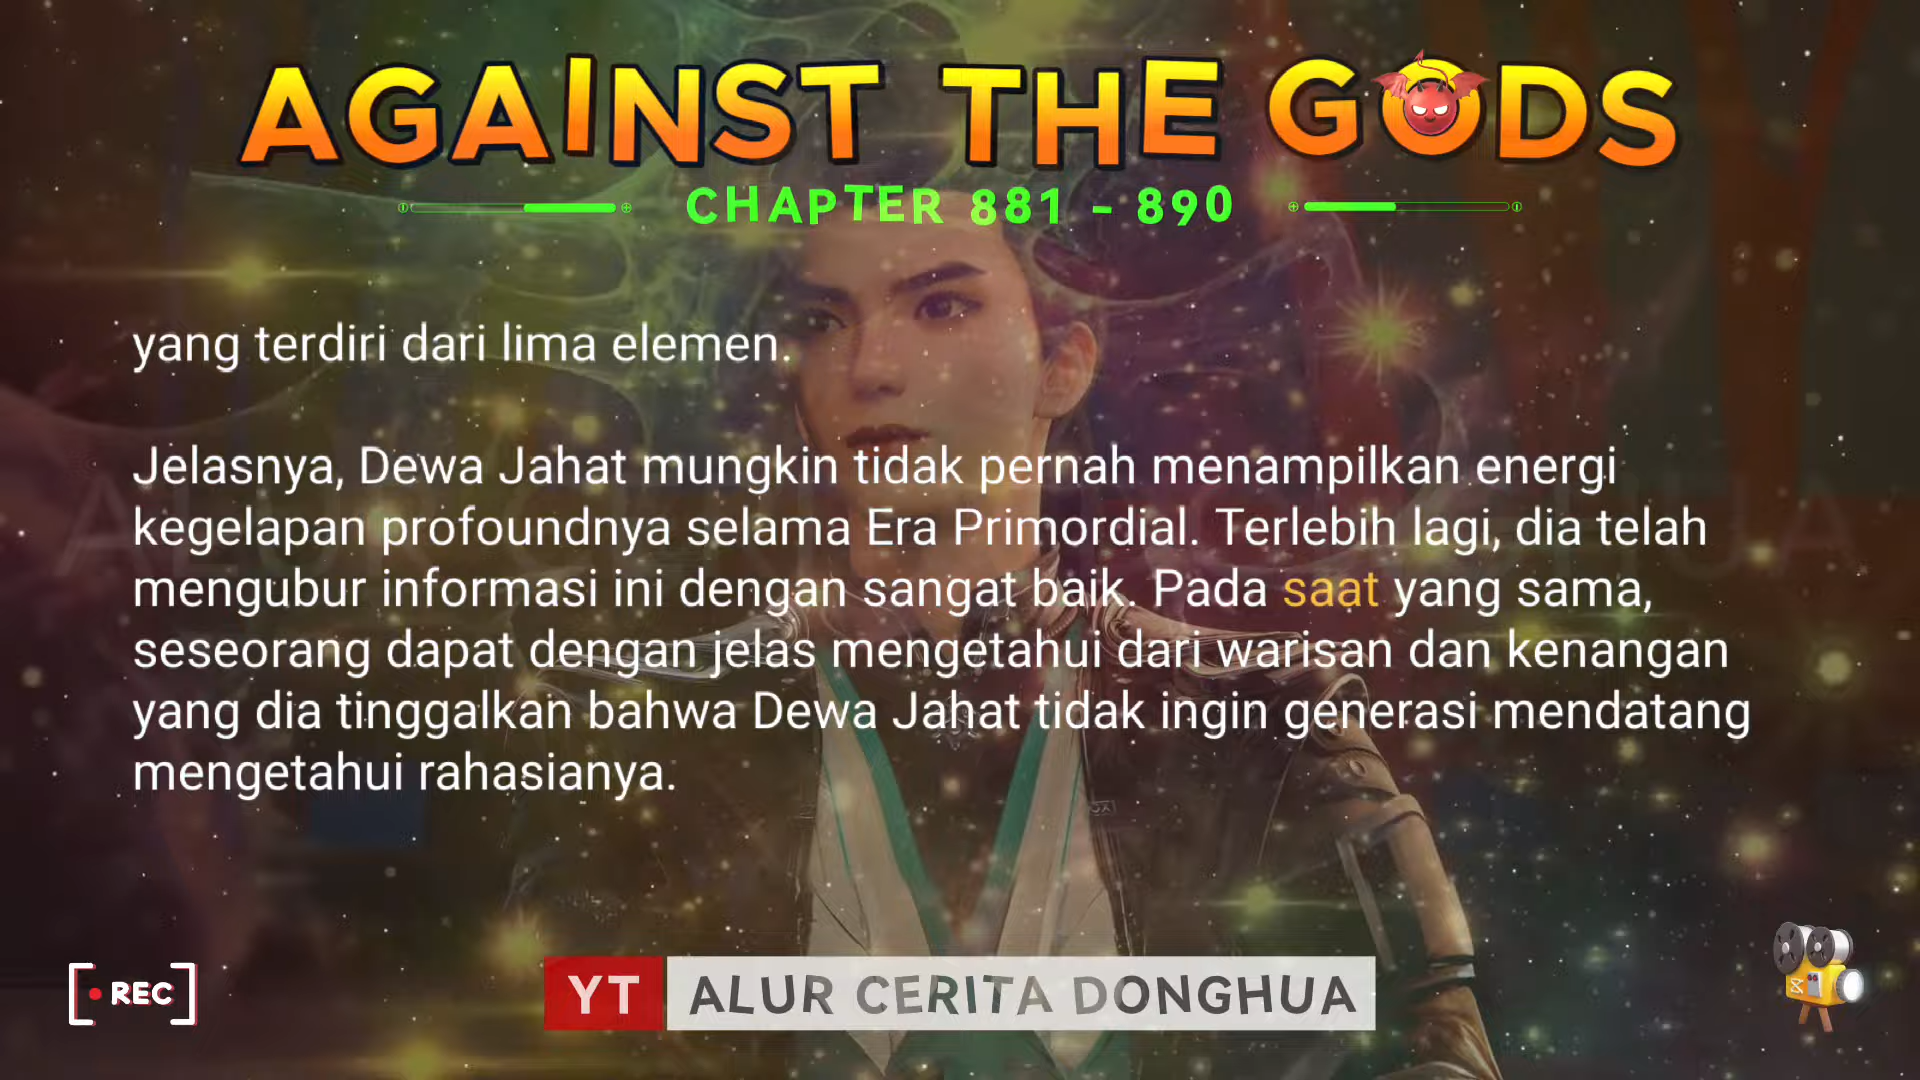 AGAINST THE GODS
CHAPTER 881 - 890
yang terdiri dari lima elemen.
Jelasnya, Dewa Jahat mungkin tidak pernah menampilkan energi
kegelapan profoundnya selama Era Primordial. Terlebih lagi, dia telah
mengubur informasi ini dengan sangat baik. Pada saat yang sama,
seseorang dapat dengan jelas mengetahui dari warisan dan kenangan
yang dia tinggalkan bahwa Dewa Jahat tidak ingin generasi mendatang
mengetahui rahasianya.
REC
YT ALUR CERITA DONGHUA